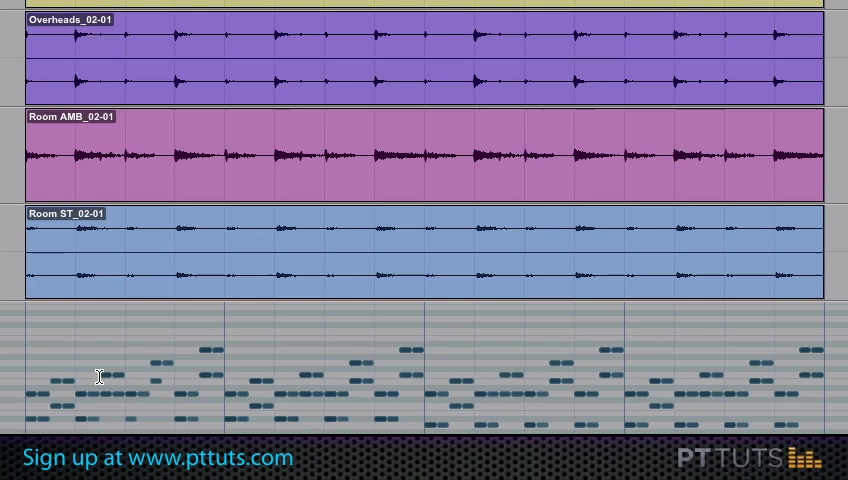 Overheads_02-01
Room AMB_02-01
Room ST_02-01
Sign up at www.pttuts.com
PT TUTS